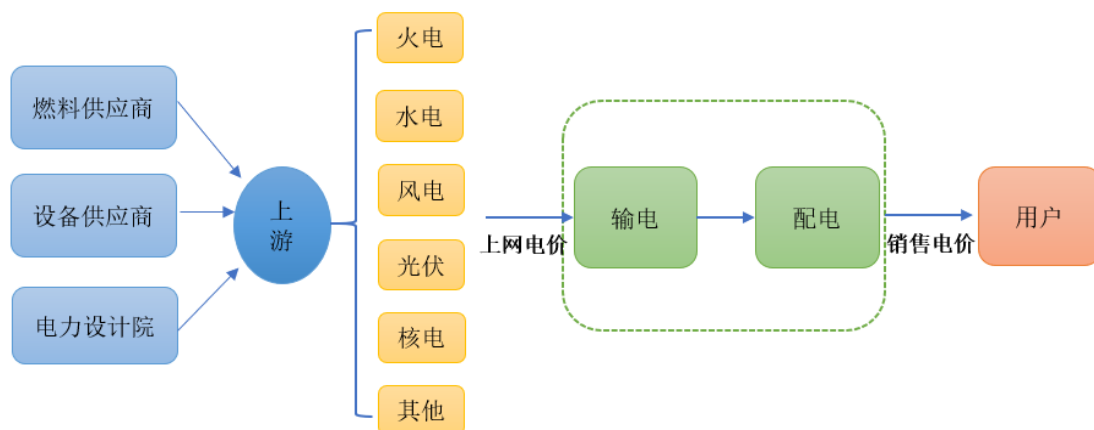 燃料供应商
设备供应商
电力设计院
上
游
火电
水电
风电
光伏
核电
其他
上网电价
输电
配电
销售电价
用户